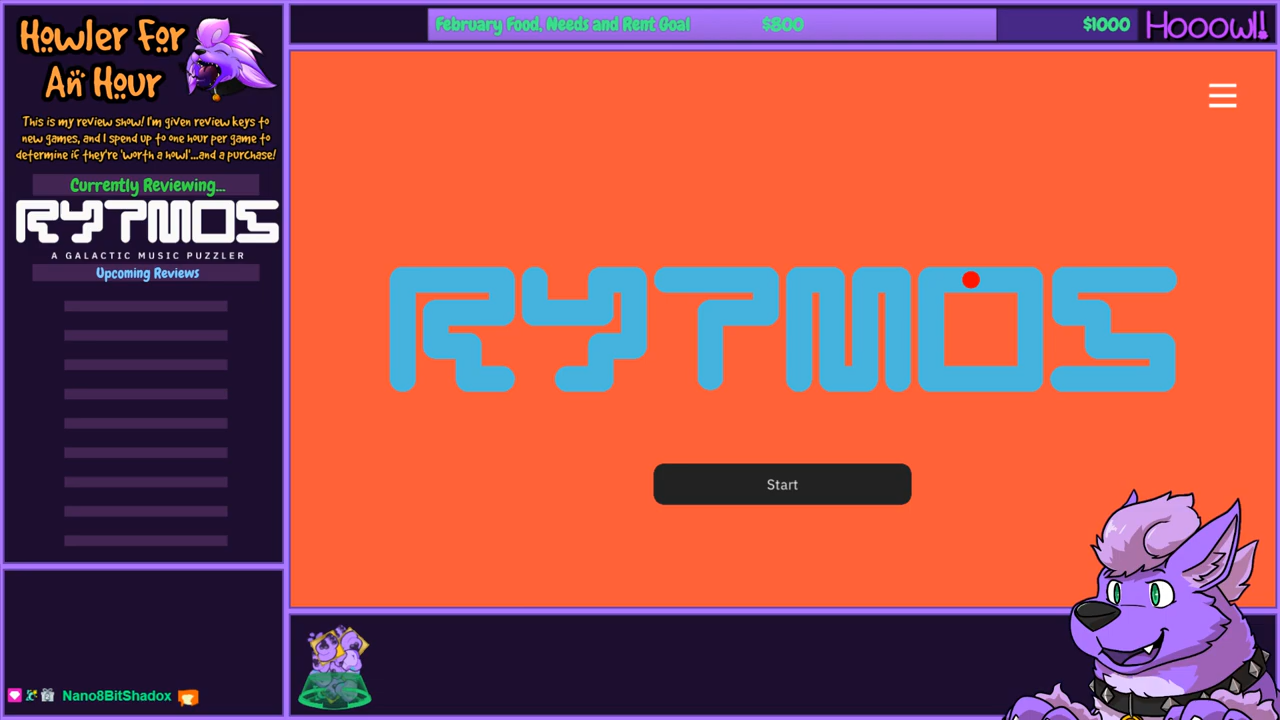 Howler For
An Hour
This is my review show! I'm given review keys to
new games, and I spend up to one hour per game to
determine if they're 'worth a howl'...and a purchase!
Currently Reviewing...
RYTMOS
A GALACTIC MUSIC PUZZLER
Upcoming Reviews
Nano8BitShadox
February Food, Needs and Rent Goal $800 $1000
Hooowl!!
RYTMOS
Start